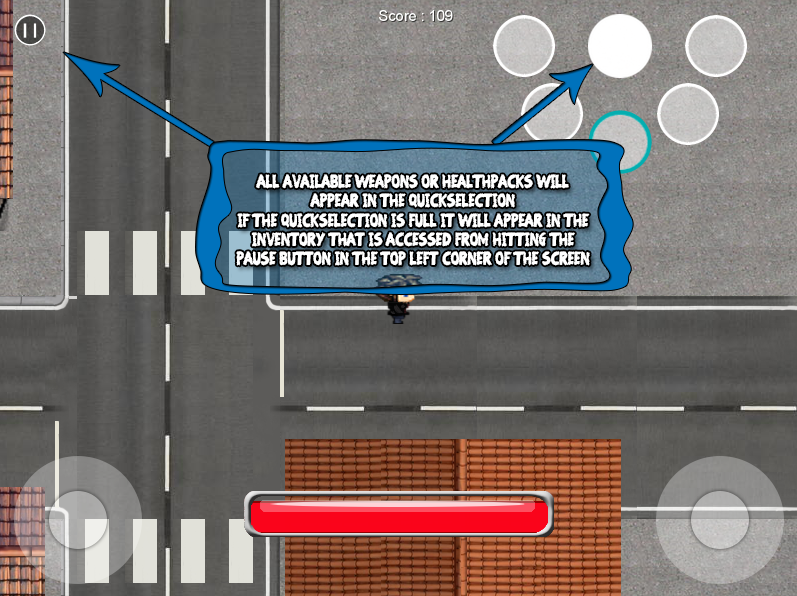 Score : 109
ALL AVAILABLE WEAPONS OR HEALTHPACKS WILL
APPEAR IN THE QUICKSELECTION
IF THE QUICKSELECTION IS FULL IT WILL APPEAR IN THE
INVENTORY THAT IS ACCESSED FROM HITTING THE
PAUSE BUTTON IN THE TOP LEFT CORNER OF THE SCREEN